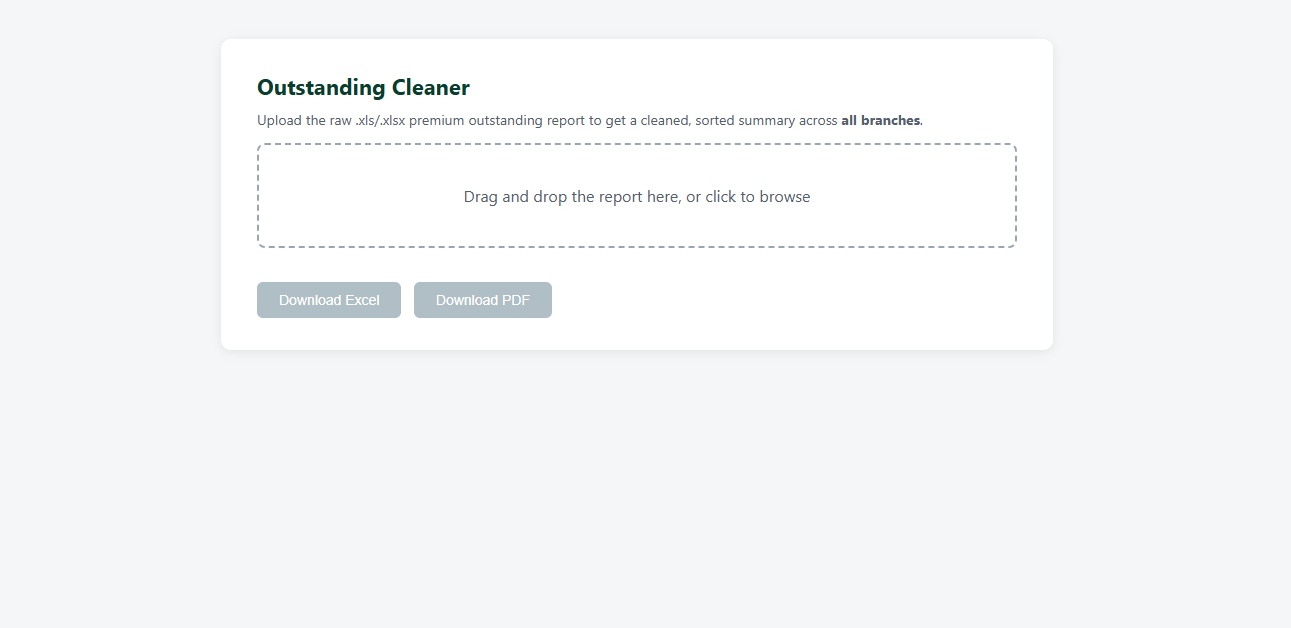 Outstanding Cleaner
Upload the raw .xls/.xlsx premium outstanding report to get a cleaned, sorted summary across all branches.
Drag and drop the report here, or click to browse
Download Excel
Download PDF